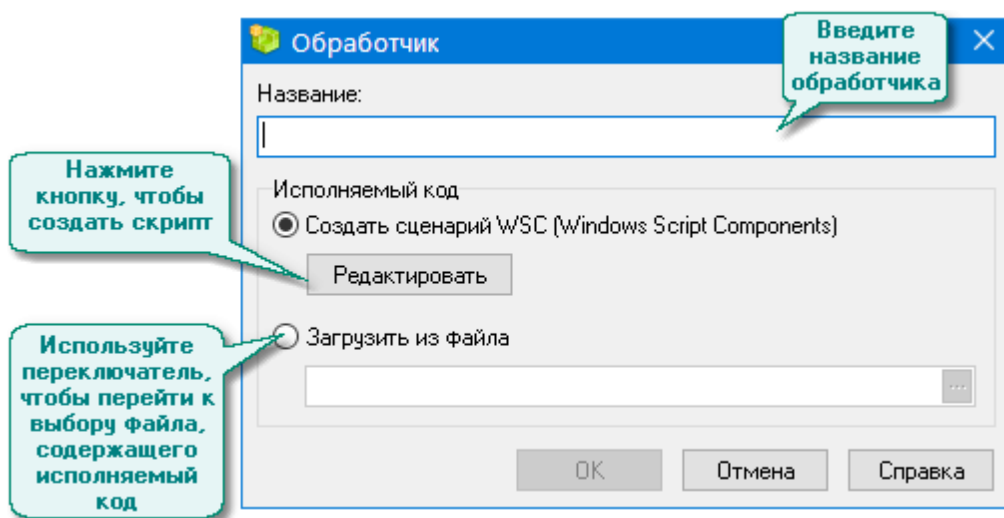 Обработчик
Введите
название
обработчика
Название:
Нажмите
кнопку, чтобы
создать скрипт
Исполняемый код
Создать сценарий WSC (Windows Script Components)
Редактировать
Используйте
переключатель,
чтобы перейти к
выбору файла,
содержащего
исполняемый
код
Загрузить из файла
...
OK
Отмена
Справка